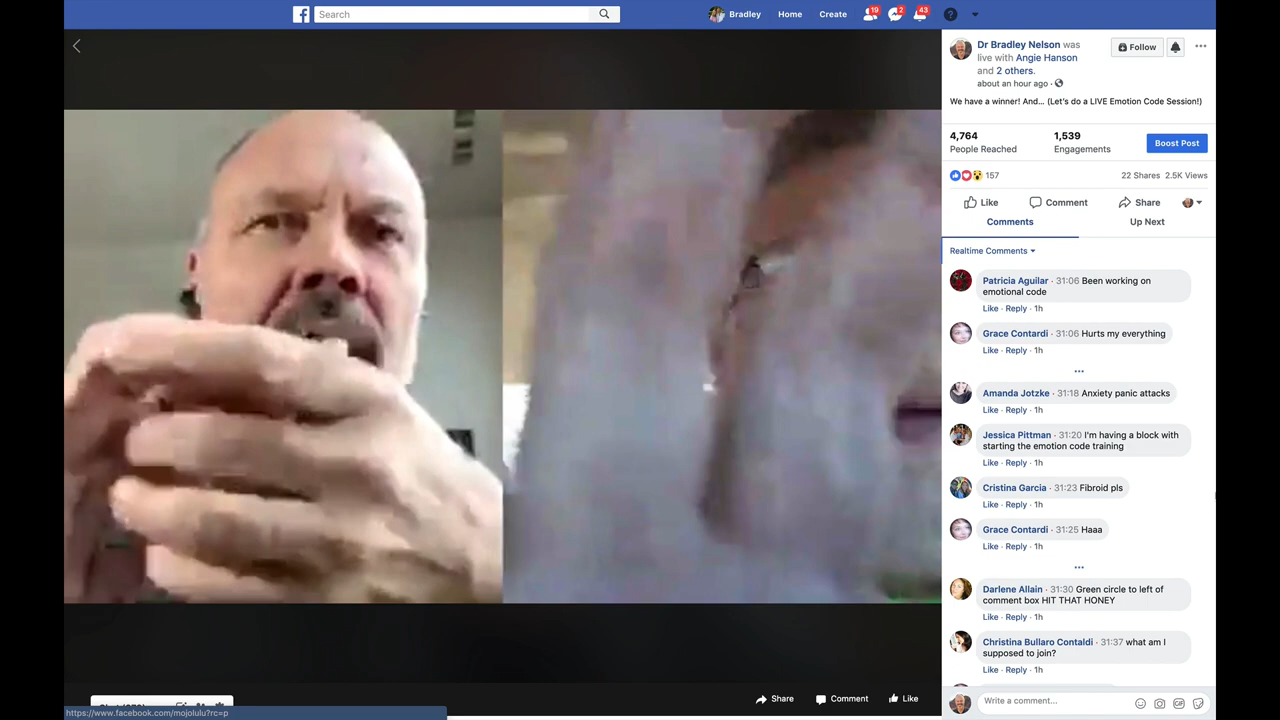 Search
Bradley
Home
Create
19
2
43
Dr Bradley Nelson was
live with Angie Hanson
and 2 others.
about an hour ago ·
Follow
We have a winner! And... (Let's do a LIVE Emotion Code Session!)
4,764
People Reached
1,539
Engagements
Boost Post
157
22 Shares 2.5K Views
Like
Comment
Share
Comments
Up Next
Realtime Comments
Patricia Aguilar · 31:06 Been working on
emotional code
Like · Reply · 1h
Grace Contardi · 31:06 Hurts my everything
Like · Reply · 1h
Amanda Jotzke · 31:18 Anxiety panic attacks
Like · Reply · 1h
Jessica Pittman · 31:20 I'm having a block with
starting the emotion code training
Like · Reply · 1h
Cristina Garcia · 31:23 Fibroid pls
Like · Reply · 1h
Grace Contardi · 31:25 Haaa
Like · Reply · 1h
Darlene Allain · 31:30 Green circle to left of
comment box HIT THAT HONEY
Like · Reply · 1h
Christina Bullaro Contaldi · 31:37 what am I
supposed to join?
Like · Reply · 1h
Write a comment...
GIF
Share
Comment
Like
https://www.facebook.com/mojolulu?rc=p